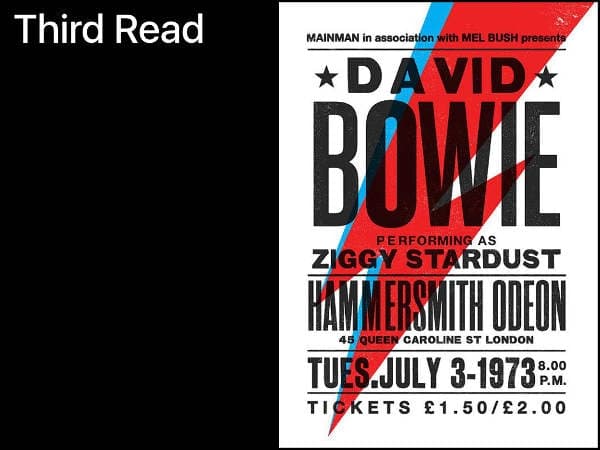 Third Read
MAINMAN in association with MEL BUSH presents
★DAVID★
BOWIE
PERFORMING AS
ZIGGY STARDUST
HAMMERSMITH ODEON
45 QUEEN CAROLINE ST LONDON
TUES.JULY 3-1973 8.00 P.M.
TICKETS £1.50/£2.00